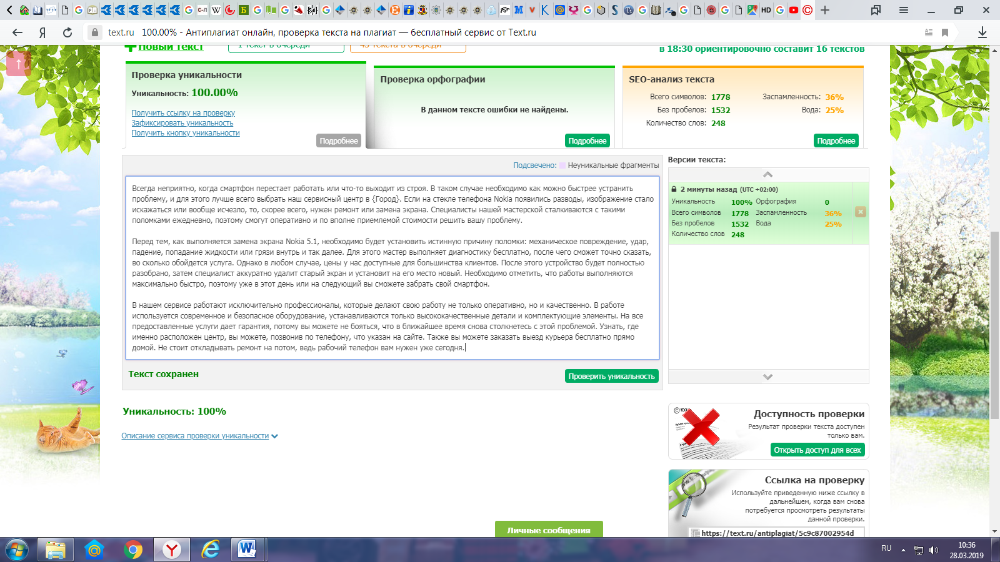 text.ru 100.00% - Антиплагиат онлайн, проверка текста на плагиат — бесплатный сервис от Text.ru
Новый текст
1 текст в очереди
45 текста в очереди
в 18:30 ориентировочно составит 16 текстов
Проверка уникальности
Уникальность: 100.00%
Получить ссылку на проверку
Зафиксировать уникальность
Получить кнопку уникальности
Подробнее
Проверка орфографии
В данном тексте ошибки не найдены.
Подробнее
SEO-анализ текста
Всего символов: 1778 Заспамленность: 36%
Без пробелов: 1532 Вода: 25%
Количество слов: 248
Подробнее
Подсвечено: Неуникальные фрагменты
Всегда неприятно, когда смартфон перестает работать или что-то выходит из строя. В таком случае необходимо как можно быстрее устранить
проблему, и для этого лучше всего выбрать наш сервисный центр в {Город}. Если на стекле телефона Nokia появились разводы, изображение стало
искажаться или вообще исчезло, то, скорее всего, нужен ремонт или замена экрана. Специалисты нашей мастерской сталкиваются с такими
поломками ежедневно, поэтому смогут оперативно и по вполне приемлемой стоимости решить вашу проблему.
Перед тем, как выполняется замена экрана Nokia 5.1, необходимо будет установить истинную причину поломки: механическое повреждение, удар,
падение, попадание жидкости или грязи внутрь и так далее. Для этого мастер выполняет диагностику бесплатно, после чего сможет точно сказать,
во сколько обойдется услуга. Однако в любом случае, цены у нас доступные для большинства клиентов. После этого устройство будет полностью
разобрано, затем специалист аккуратно удалит старый экран и установит на его место новый. Необходимо отметить, что работы выполняются
максимально быстро, поэтому уже в этот день или на следующий вы сможете забрать свой смартфон.
В нашем сервисе работают исключительно профессионалы, которые делают свою работу не только оперативно, но и качественно. В работе
используется современное и безопасное оборудование, устанавливаются только высококачественные детали и комплектующие элементы. На все
предоставленные услуги дает гарантия, потому вы можете не бояться, что в ближайшее время снова столкнетесь с этой проблемой. Узнать, где
именно расположен центр, вы можете, позвонив по телефону, что указан на сайте. Также вы можете заказать выезд курьера бесплатно прямо
домой. Не стоит откладывать ремонт на потом, ведь рабочий телефон вам нужен уже сегодня.
Текст сохранен
Проверить уникальность
Уникальность: 100%
Описание сервиса проверки уникальности
Версии текста:
2 минуты назад (UTC +02:00)
Уникальность 100% Орфография 0
Всего символов 1778 Заспамленность 36%
Без пробелов 1532 Вода 25%
Количество слов 248
Доступность проверки
Результат проверки текста доступен
только вам.
Открыть доступ для всех
Ссылка на проверку
Используйте приведенную ниже ссылку в
дальнейшем, когда вам снова
потребуется просмотреть результаты
данной проверки.
https://text.ru/antiplagiat/5c9c87002954d
Личные сообщения
RU
10:36
28.03.2019